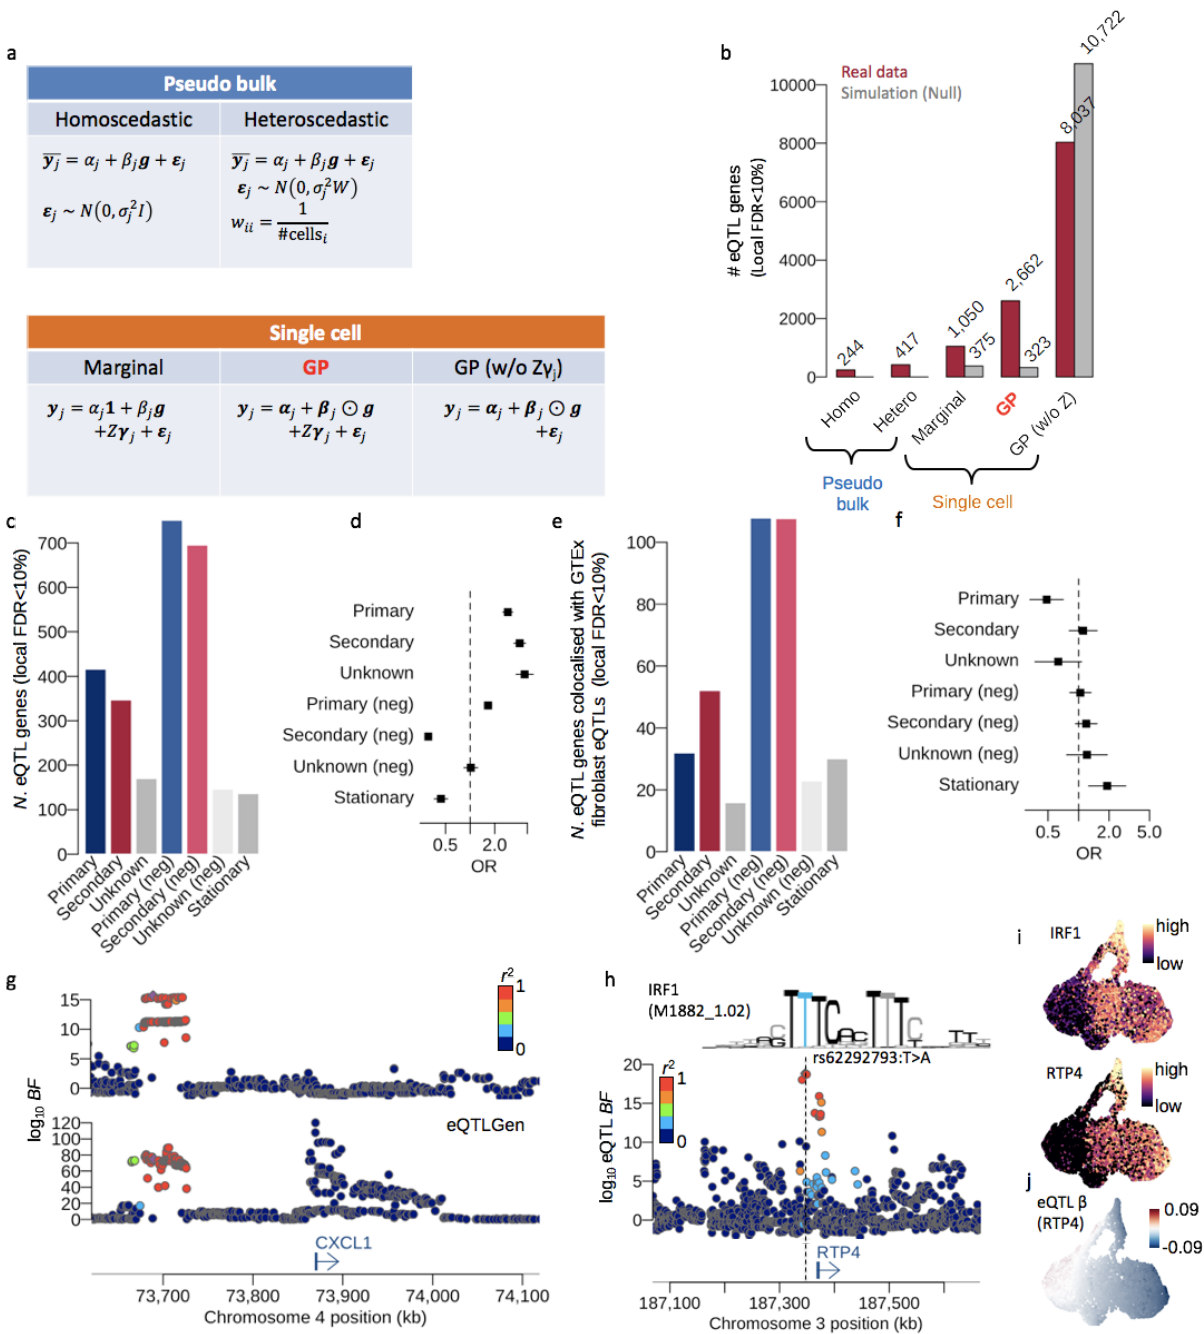 a
Pseudo bulk
Homoscedastic Heteroscedastic
ȳj = αj + βjg + εj
εj ~ N(0, σj²I)
ȳj = αj + βjg + εj
εj ~ N(0, σj²W)
wii = 1/#cellsi
Single cell
Marginal GP GP (w/o Zγj)
yj = αj1 + βjg
+Zγj + εj
yj = αj + βj ⊙ g
+Zγj + εj
yj = αj + βj ⊙ g
+εj
b
Real data
Simulation (Null)
# eQTL genes
(Local FDR<10%)
10000
8000
6000
4000
2000
0
244
417
1,050
375
2,662
323
8,037
10,722
Homo
Hetero
Marginal
GP
GP (w/o Z)
Pseudo
bulk
Single cell
c
N. eQTL genes (local FDR<10%)
700
600
500
400
300
200
100
0
Primary
Secondary
Unknown
Primary (neg)
Secondary (neg)
Unknown (neg)
Stationary
d
Primary
Secondary
Unknown
Primary (neg)
Secondary (neg)
Unknown (neg)
Stationary
0.5 2.0
OR
e
N. eQTL genes colocalised with GTEx
fibroblast eQTLs (local FDR<10%)
100
80
60
40
20
0
Primary
Secondary
Unknown
Primary (neg)
Secondary (neg)
Unknown (neg)
Stationary
f
Primary
Secondary
Unknown
Primary (neg)
Secondary (neg)
Unknown (neg)
Stationary
0.5 2.0 5.0
OR
g
r²
1
0
log10 BF
15
10
5
0
eQTLGen
120
100
80
60
40
20
0
CXCL1
73,700 73,800 73,900 74,000 74,100
Chromosome 4 position (kb)
h
IRF1
(M1882_1.02)
rs62292793:T>A
r²
1
0
log10 eQTL BF
20
15
10
5
0
RTP4
187,100 187,300 187,500
Chromosome 3 position (kb)
i
IRF1
high
low
RTP4
high
low
j
eQTL β
(RTP4)
0.09
-0.09